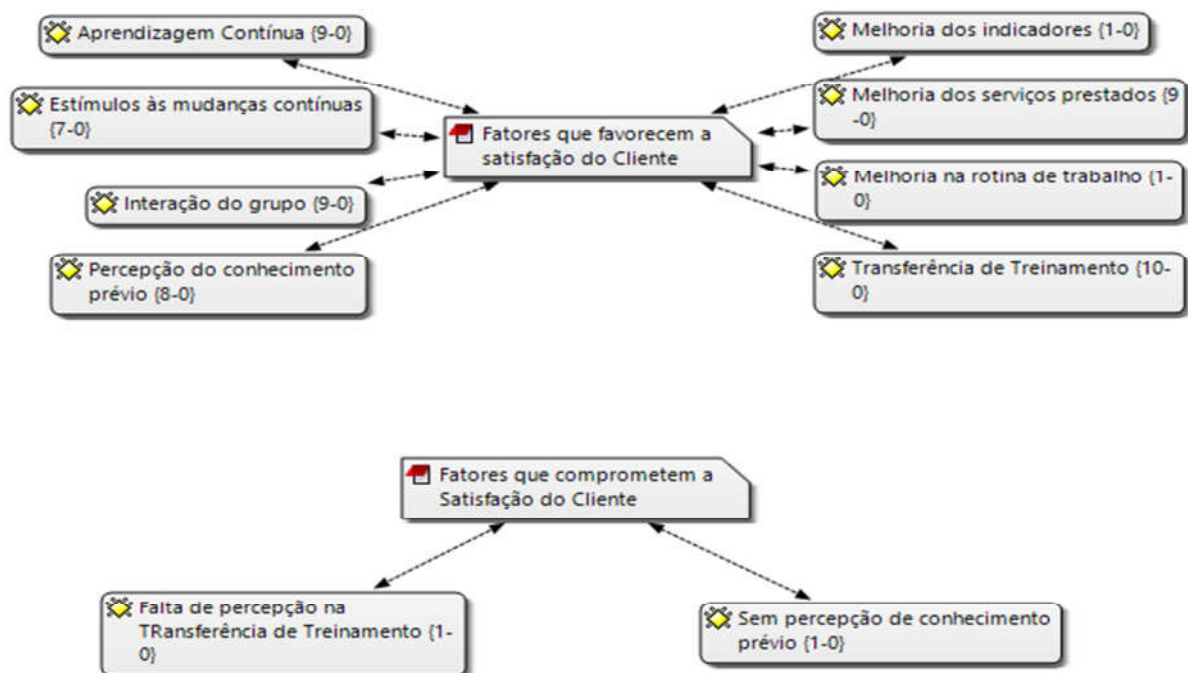 Aprendizagem Contínua {9-0}
Melhoria dos indicadores {1-0}
Estímulos às mudanças contínuas
{7-0}
Melhoria dos serviços prestados {9
-0}
Fatores que favorecem a
satisfação do Cliente
Interação do grupo {9-0}
Melhoria na rotina de trabalho {1-
0}
Percepção do conhecimento
prévio {8-0}
Transferência de Treinamento {10-
0}
Fatores que comprometem a
Satisfação do Cliente
Falta de percepção na
TRansferência de Treinamento {1-
0}
Sem percepção de conhecimento
prévio {1-0}